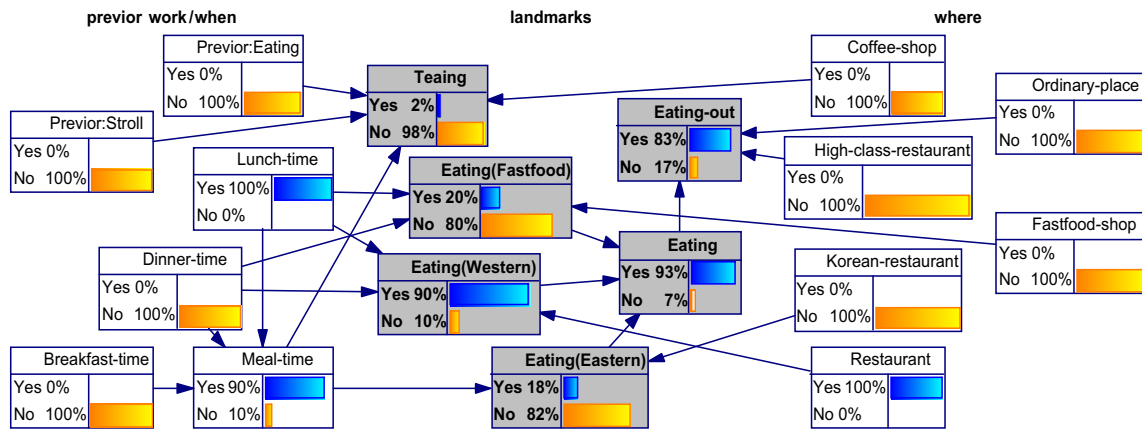 previor work/when
landmarks
where
Previor:Eating
Yes 0%
No 100%
Teaing
Yes 2%
No 98%
Coffee-shop
Yes 0%
No 100%
Ordinary-place
Yes 0%
No 100%
Previor:Stroll
Yes 0%
No 100%
Eating-out
Yes 83%
No 17%
Lunch-time
Yes 100%
No 0%
Eating(Fastfood)
Yes 20%
No 80%
High-class-restaurant
Yes 0%
No 100%
Fastfood-shop
Yes 0%
No 100%
Dinner-time
Yes 0%
No 100%
Eating(Western)
Yes 90%
No 10%
Eating
Yes 93%
No 7%
Korean-restaurant
Yes 0%
No 100%
Breakfast-time
Yes 0%
No 100%
Meal-time
Yes 90%
No 10%
Eating(Eastern)
Yes 18%
No 82%
Restaurant
Yes 100%
No 0%